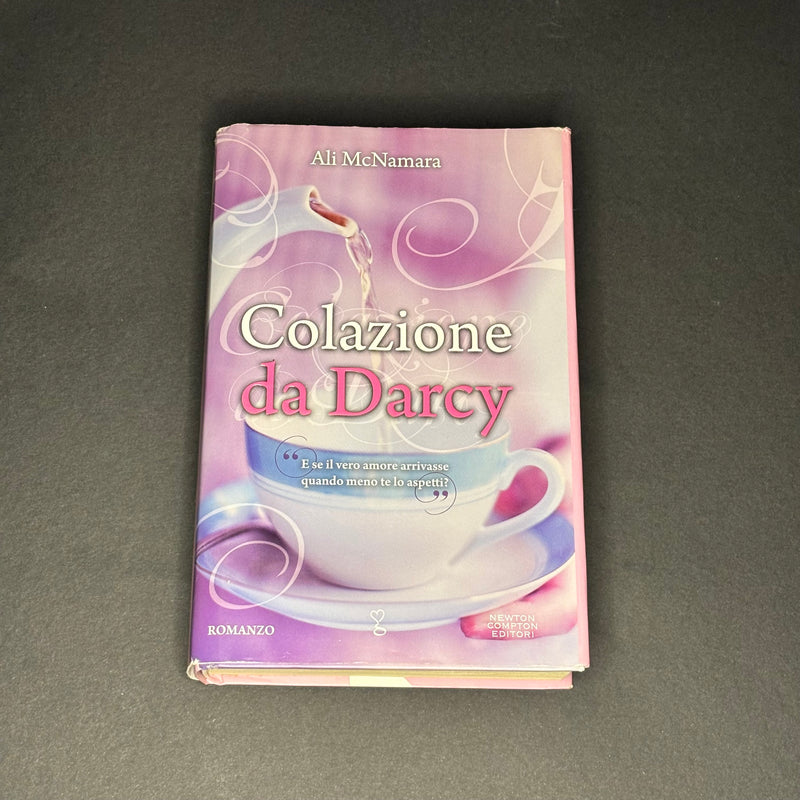 Ali McNamara
Colazione
da Darcy
“E se il vero amore arrivasse
quando meno te lo aspetti?”
ROMANZO
NEWTON
COMPTON
EDITORI